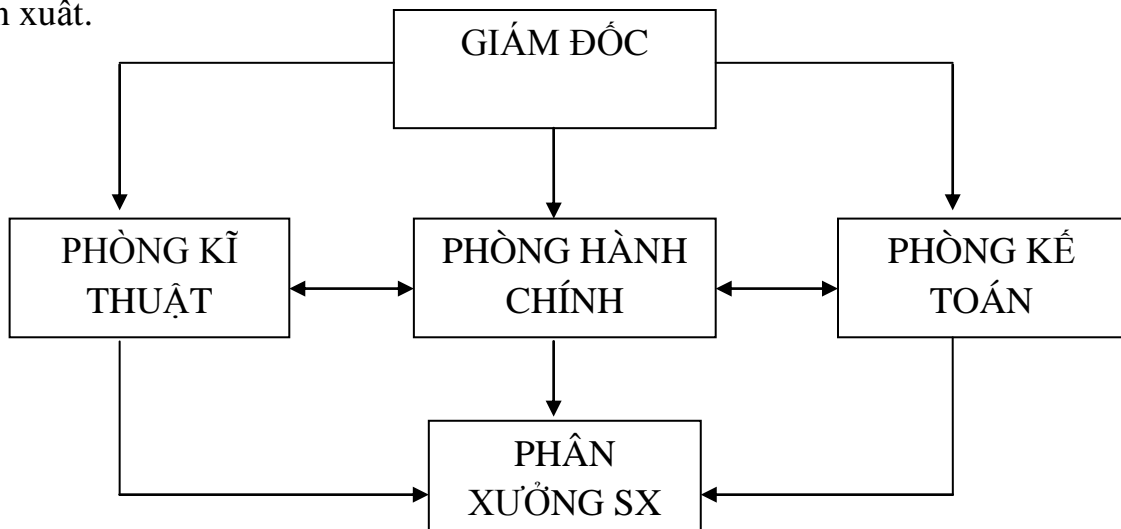 xuất.
GIÁM ĐỐC
PHÒNG KĨ
THUẬT
PHÒNG HÀNH
CHÍNH
PHÒNG KẾ
TOÁN
PHÂN
XƯỞNG SX